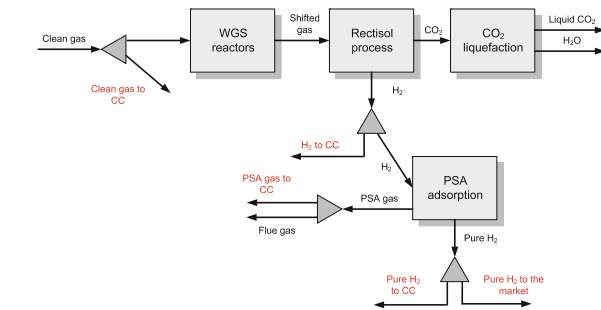 Clean gas
WGS
reactors
Shifted
gas
Rectisol
process
CO₂
CO₂
liquefaction
Liquid CO₂
H₂O
Clean gas to
CC
H₂
H₂ to CC
H₂
PSA
adsorption
PSA gas to
CC
PSA gas
Flue gas
Pure H₂
Pure H₂
to CC
Pure H₂ to the
market